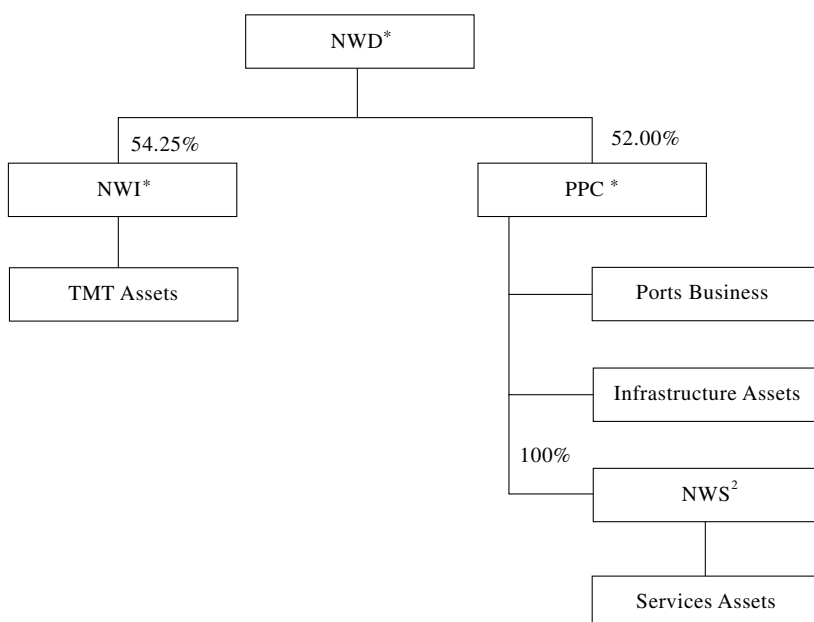 NWD*
54.25%
52.00%
NWI*
PPC *
TMT Assets
Ports Business
Infrastructure Assets
100%
NWS²
Services Assets